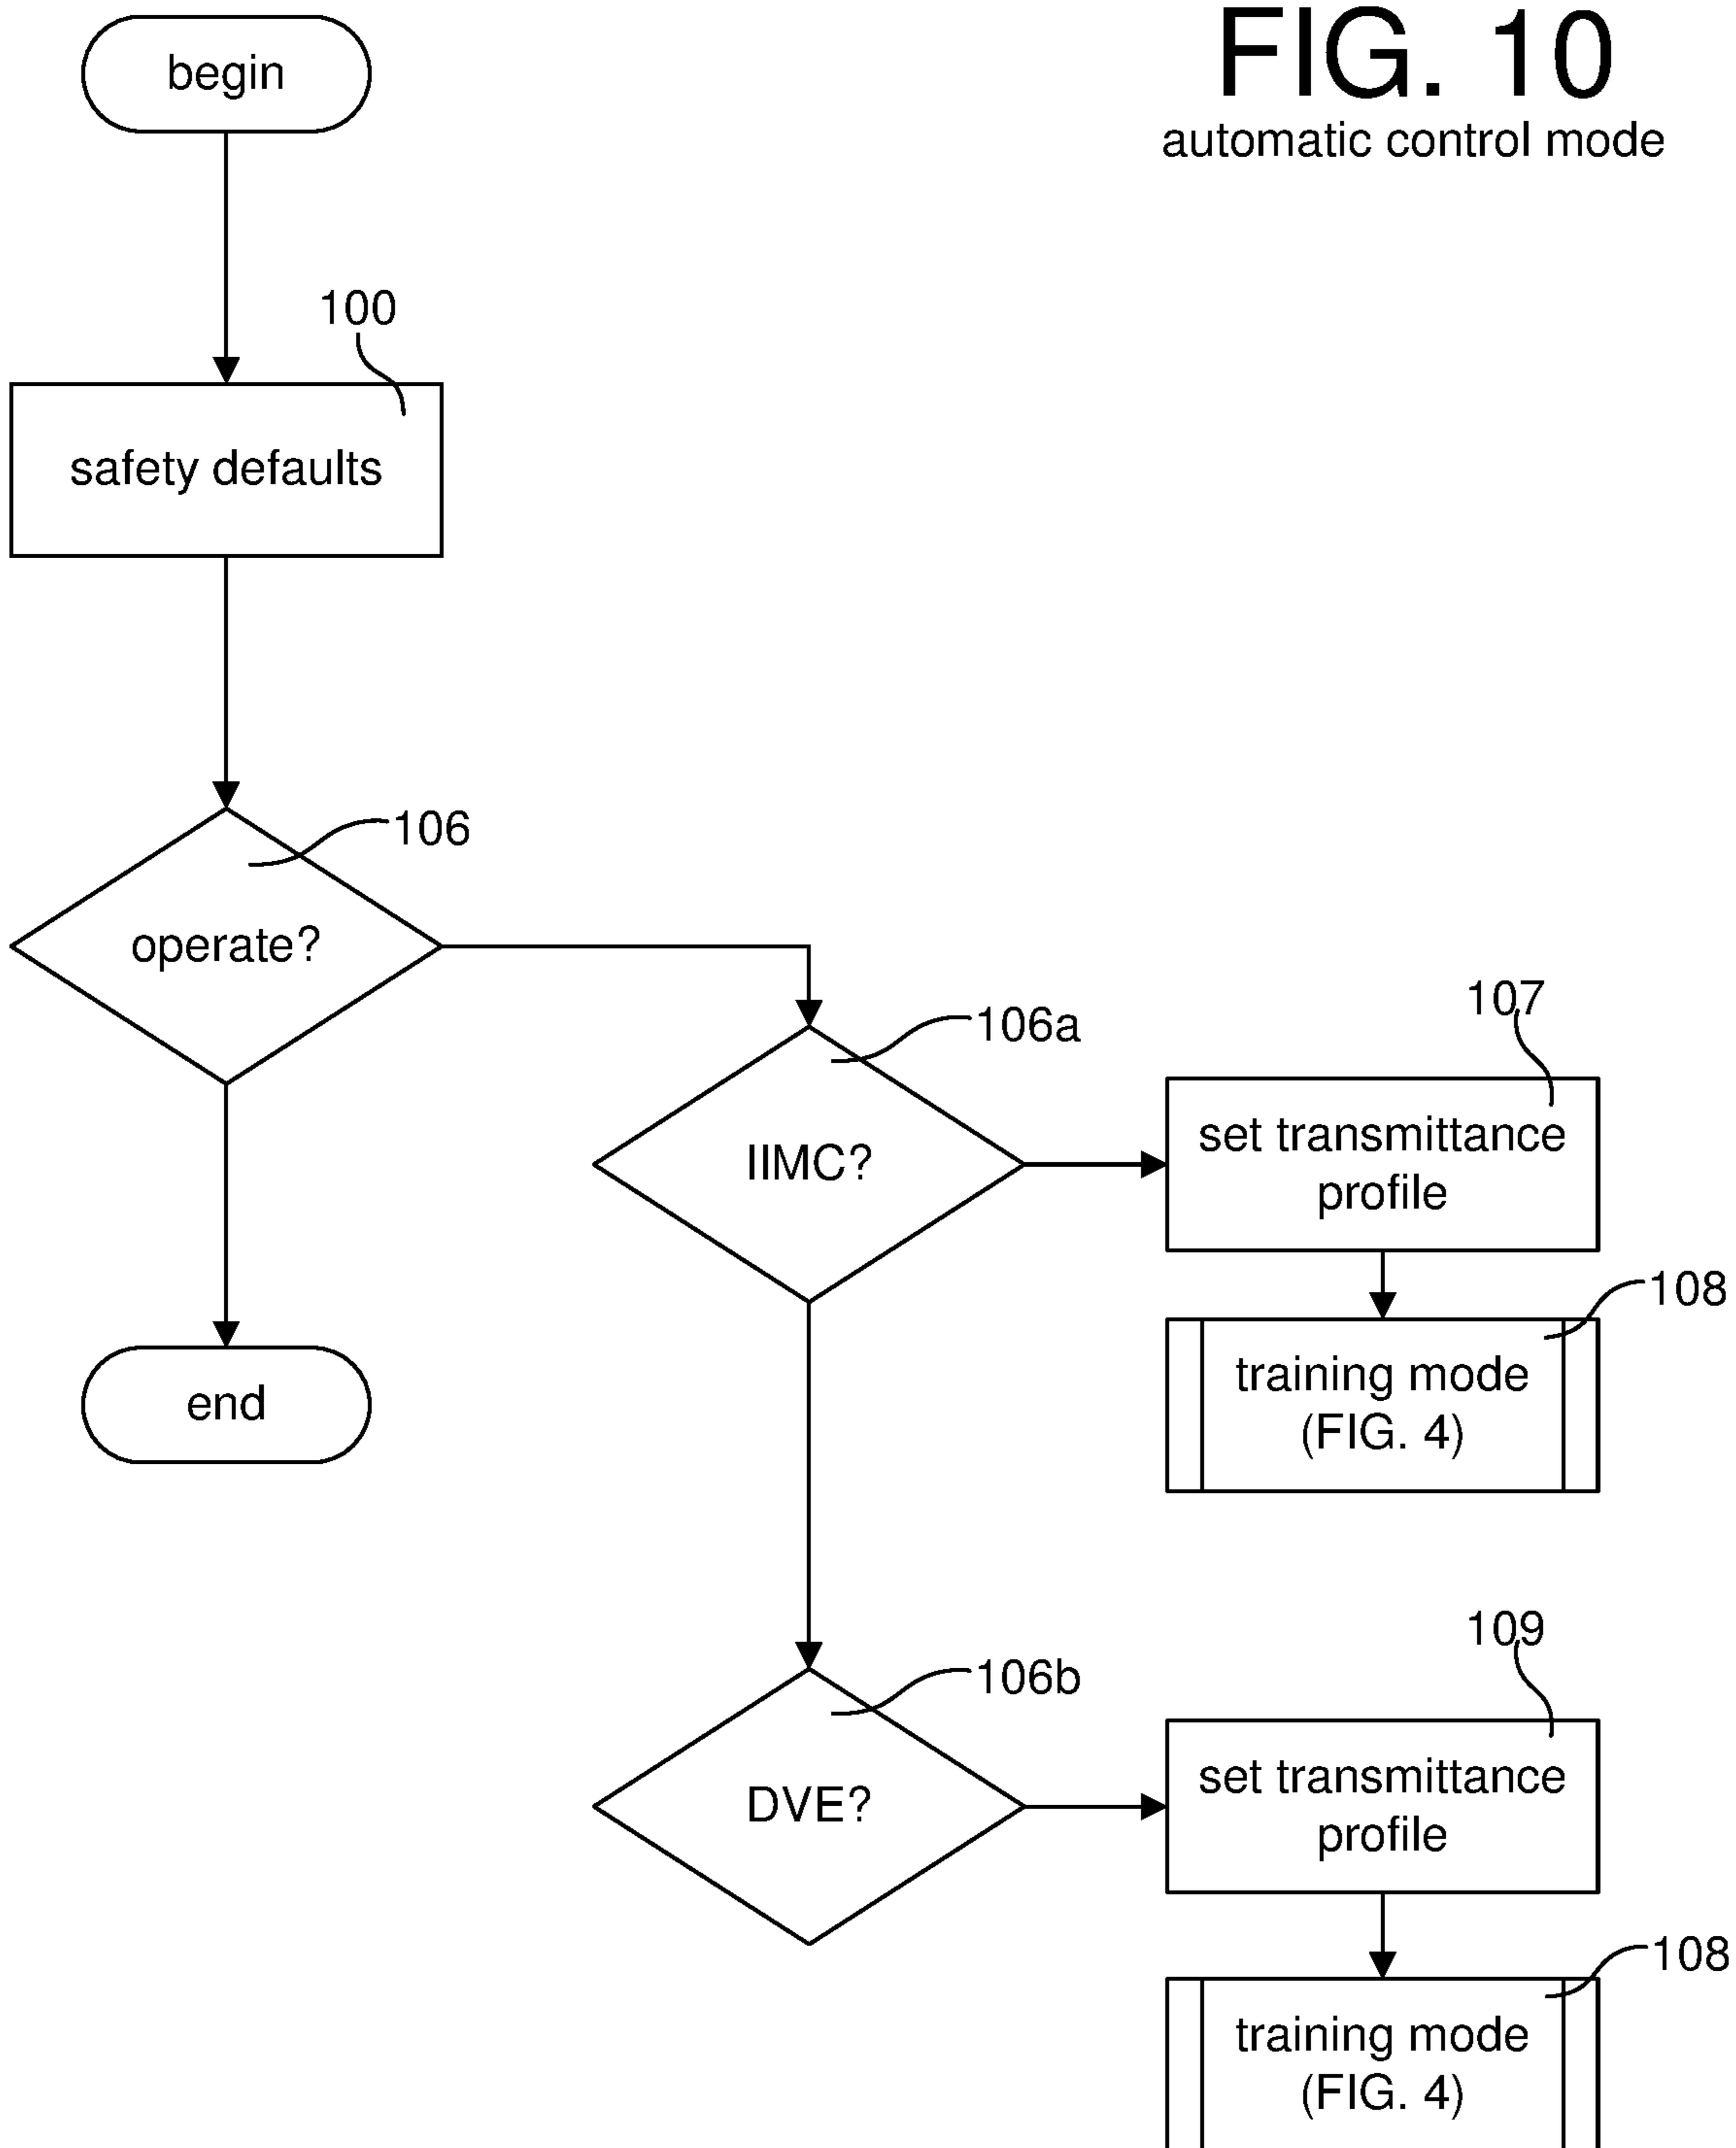 FIG. 10
automatic control mode
begin
100
safety defaults
106
operate?
106a
IIMC?
107
set transmittance
profile
108
training mode
(FIG. 4)
end
106b
DVE?
109
set transmittance
profile
108
training mode
(FIG. 4)